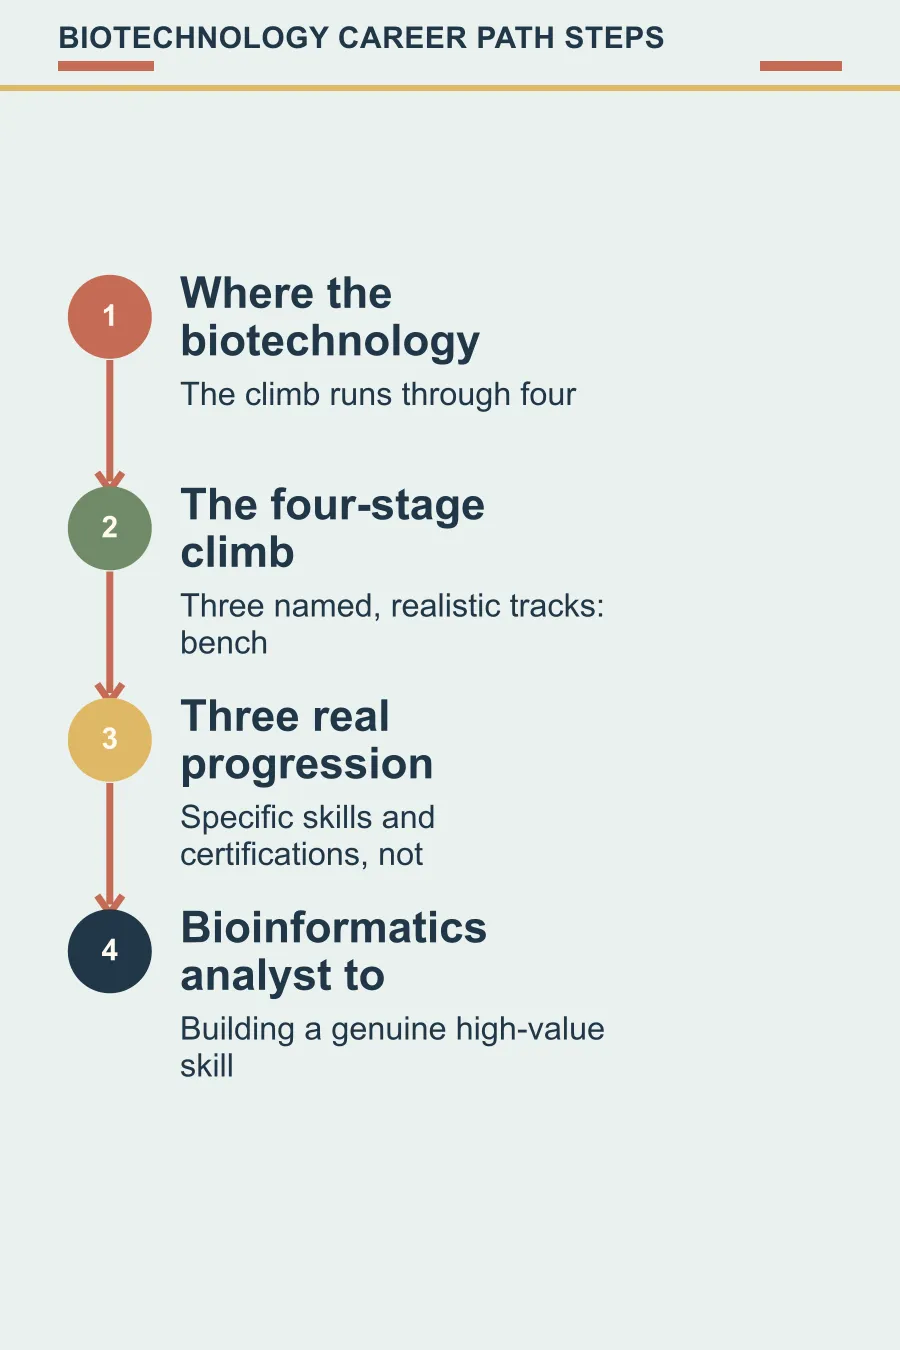 BIOTECHNOLOGY CAREER PATH STEPS
1
Where the
biotechnology
The climb runs through four
2
The four-stage
climb
Three named, realistic tracks:
bench
3
Three real
progression
Specific skills and
certifications, not
4
Bioinformatics
analyst to
Building a genuine high-value
skill